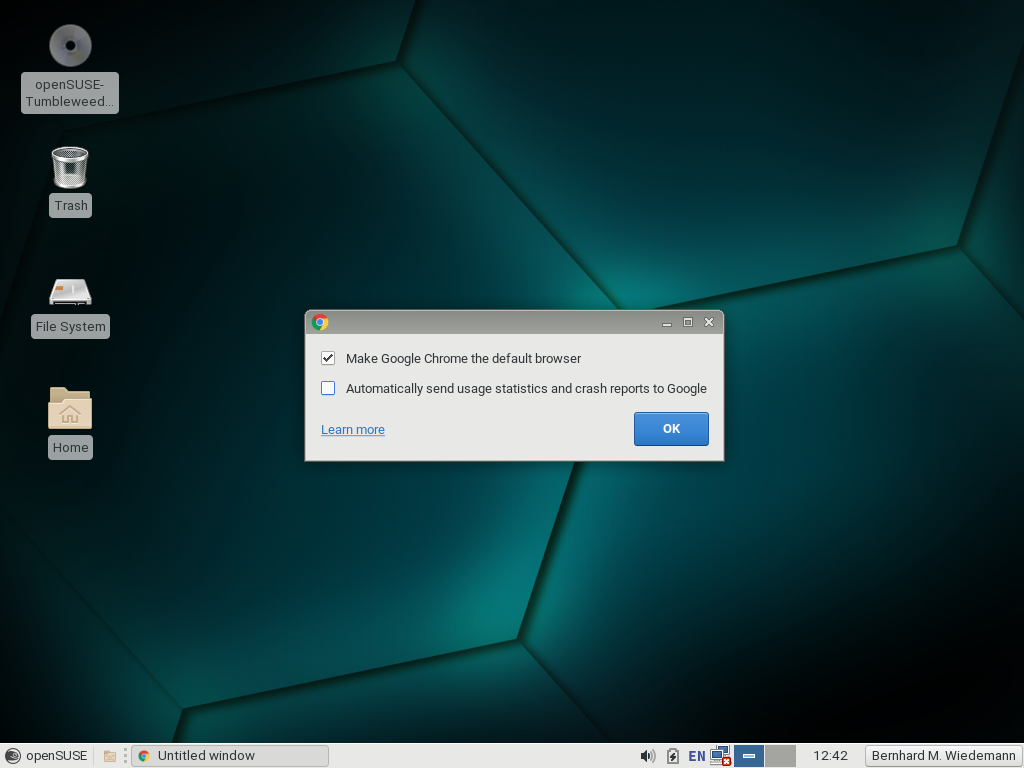 openSUSE-
Tumbleweed...
Trash
File System
Home
Make Google Chrome the default browser
Automatically send usage statistics and crash reports to Google
Learn more
OK
openSUSE
Untitled window
EN
12:42
Bernhard M. Wiedemann